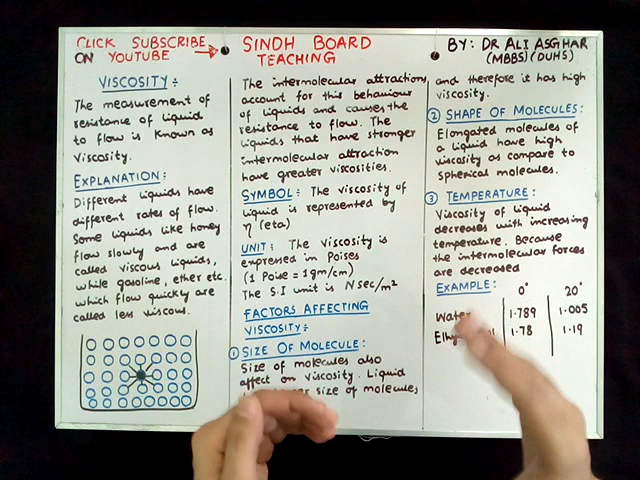 CLICK SUBSCRIBE
ON YOUTUBE →
SINDH BOARD
TEACHING
BY: DR ALI ASGHAR
(MBBS) (DUHS)
VISCOSITY:-
The measurement of
resistance of liquid
to flow is known as
viscosity.
EXPLANATION:
Different liquids have
different rates of flow.
Some liquids like honey
flow slowly and are
called viscous liquids,
while gasoline, ether etc.
which flow quickly are
called less viscous.
The intermolecular attractions
account for this behaviour
of liquids and causes the
resistance to flow. The
liquids that have stronger
intermolecular attraction
have greater viscosities.
SYMBOL: The viscosity of
liquid is represented by
η (eta)
UNIT: The viscosity is
expressed in Poises
(1 Poise = 1gm/cm)
The S.I unit is N sec/m²
FACTORS AFFECTING
VISCOSITY:-
① SIZE OF MOLECULE:
Size of molecules also
affect on viscosity. Liquid
size of molecules
and therefore it has high
viscosity.
② SHAPE OF MOLECULES:
Elongated molecules of
a liquid have high
viscosity as compare to
spherical molecules.
③ TEMPERATURE:
Viscosity of liquid
decreases with increasing
temperature. Because
the intermolecular forces
are decreased
EXAMPLE: 0° 20°
Water 1.789 1.005
1.78 1.19